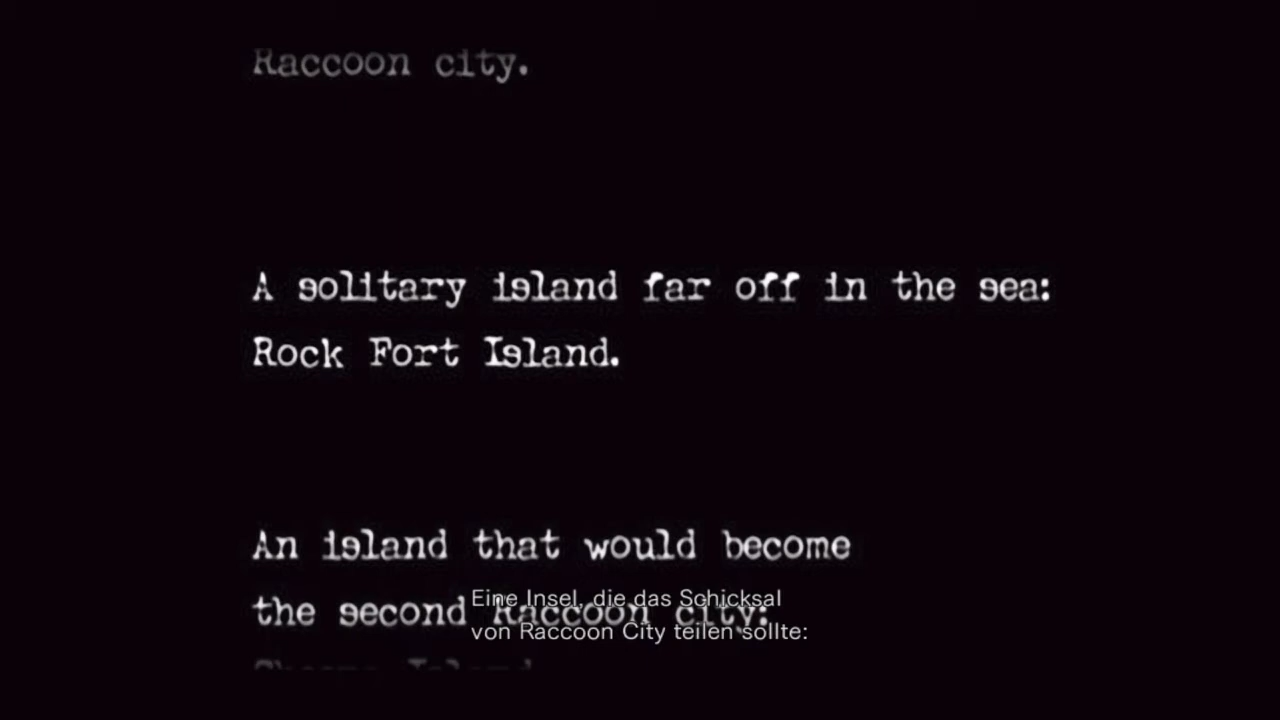 Raccoon city.
A solitary island far off in the sea:
Rock Fort Island.
An island that would become
the second Raccoon city:
Eine Insel, die das Schicksal
von Raccoon City teilen sollte:
Island